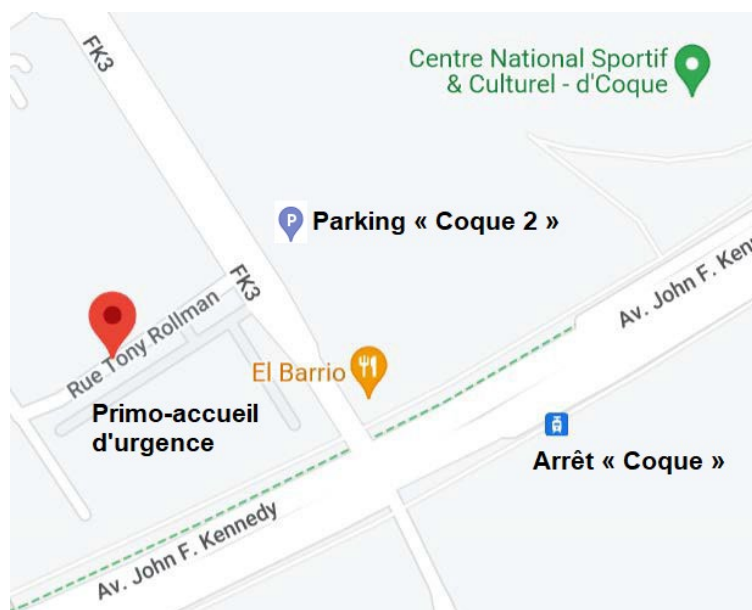 FK3
Centre National Sportif
& Culturel - d'Coque
P
Parking « Coque 2 »
FK3
Av. John F. Kenn
Rue Tony Rollman
El Barrio
Primo-accueil
d'urgence
Arrêt « Coque »
Av. John F. Kennedy